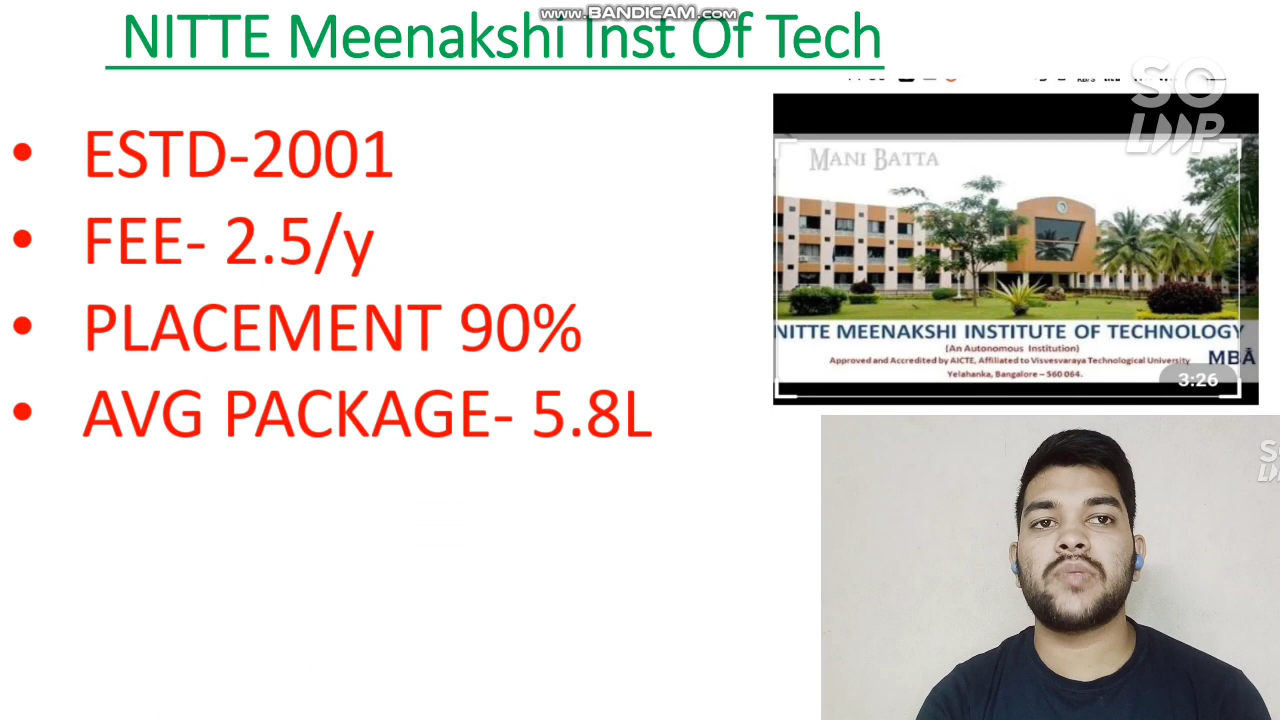 www.BANDICAM.com
NITTE Meenakshi Inst Of Tech
SO
LOOP
• ESTD-2001
• FEE- 2.5/y
• PLACEMENT 90%
• AVG PACKAGE- 5.8L
MANI BATTA
NITTE MEENAKSHI INSTITUTE OF TECHNOLOGY
(An Autonomous Institution)
Approved and Accredited by AICTE, Affiliated to Visvesvaraya Technological University
MBA
Yelahanka, Bangalore – 560 064.
3:26